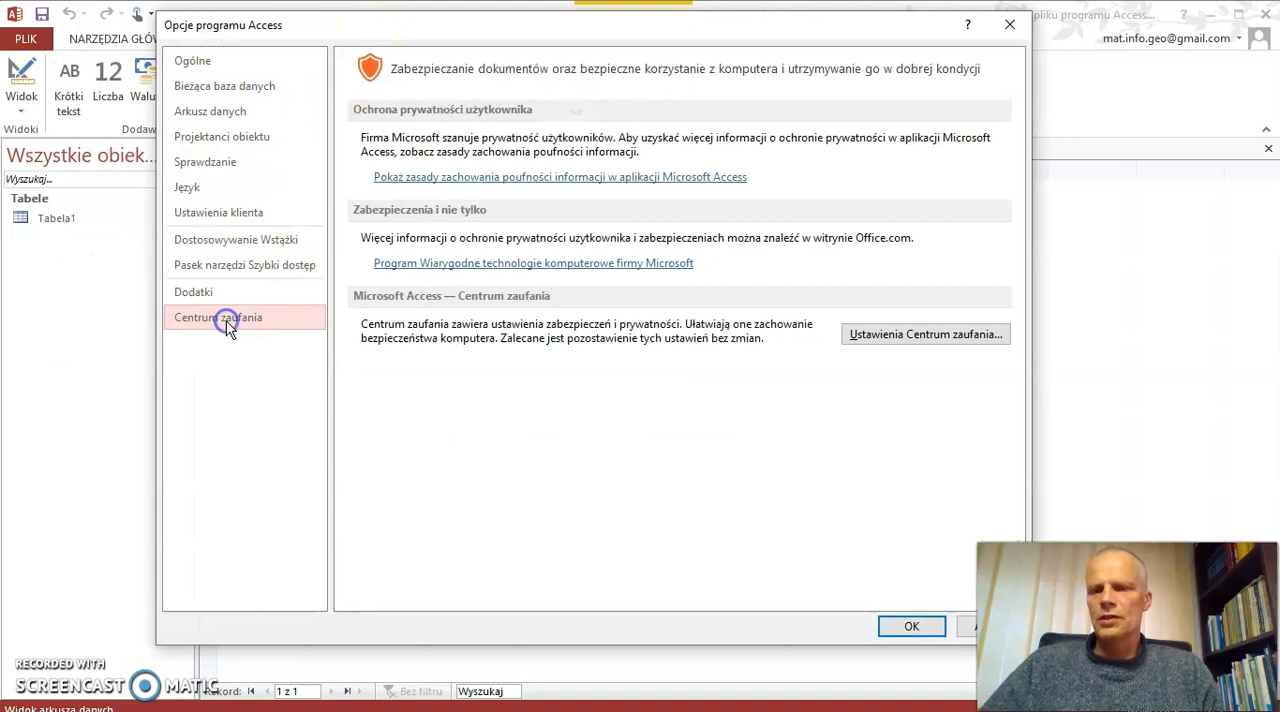 Opcje programu Access
?
pliku programu Access...
?
PLIK
NARZĘDZIA GŁÓW
mat.info.geo@gmail.com
Widok
AB
Krótki
tekst
12
Liczba
Walu
Widoki
Dodaw
Wszystkie obiek...
Wyszukaj...
Tabele
Tabela1
Ogólne
Bieżąca baza danych
Arkusz danych
Projektanci obiektu
Sprawdzanie
Język
Ustawienia klienta
Dostosowywanie Wstążki
Pasek narzędzi Szybki dostęp
Dodatki
Centrum zaufania
Zabezpieczanie dokumentów oraz bezpieczne korzystanie z komputera i utrzymywanie go w dobrej kondycji
Ochrona prywatności użytkownika
Firma Microsoft szanuje prywatność użytkowników. Aby uzyskać więcej informacji o ochronie prywatności w aplikacji Microsoft
Access, zobacz zasady zachowania poufności informacji.
Pokaż zasady zachowania poufności informacji w aplikacji Microsoft Access
Zabezpieczenia i nie tylko
Więcej informacji o ochronie prywatności użytkownika i zabezpieczeniach można znaleźć w witrynie Office.com.
Program Wiarygodne technologie komputerowe firmy Microsoft
Microsoft Access — Centrum zaufania
Centrum zaufania zawiera ustawienia zabezpieczeń i prywatności. Ułatwiają one zachowanie
bezpieczeństwa komputera. Zalecane jest pozostawienie tych ustawień bez zmian.
Ustawienia Centrum zaufania...
OK
RECORDED WITH
SCREENCAST MATIC
Rekord:
1 z 1
Bez filtru
Wyszukaj
Widok arkusza danych